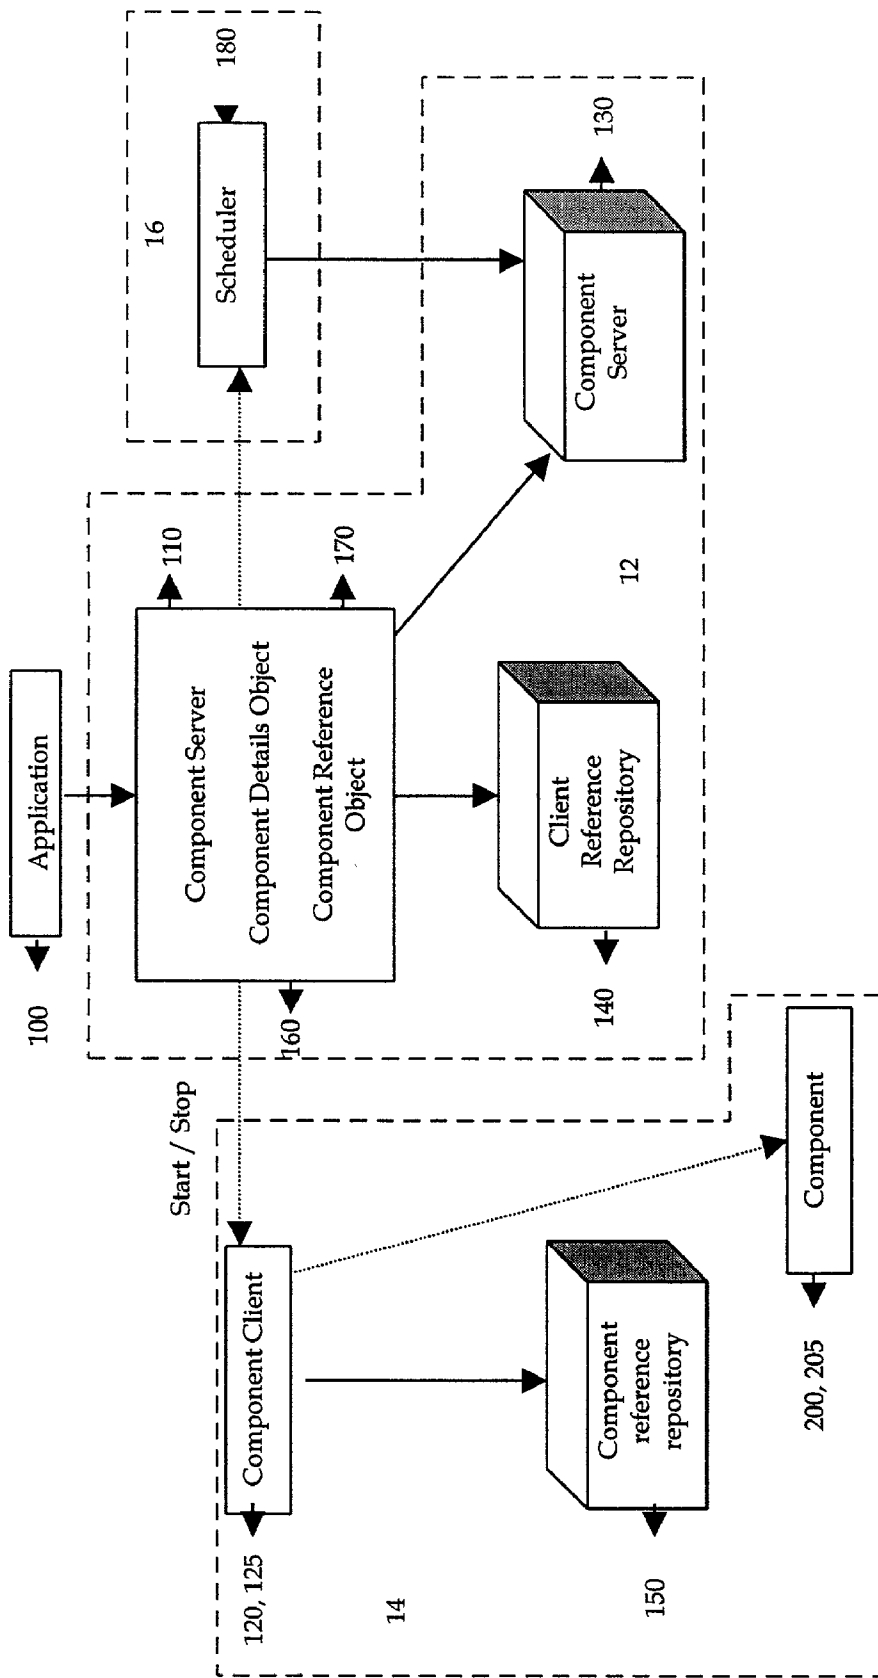 100
Application
Component Server
Component Details Object
Component Reference
Object
110
170
160
16
Scheduler
180
Start / Stop
Component Client
120, 125
14
Component
reference
repository
150
Component
200, 205
Client
Reference
Repository
140
12
Component
Server
130